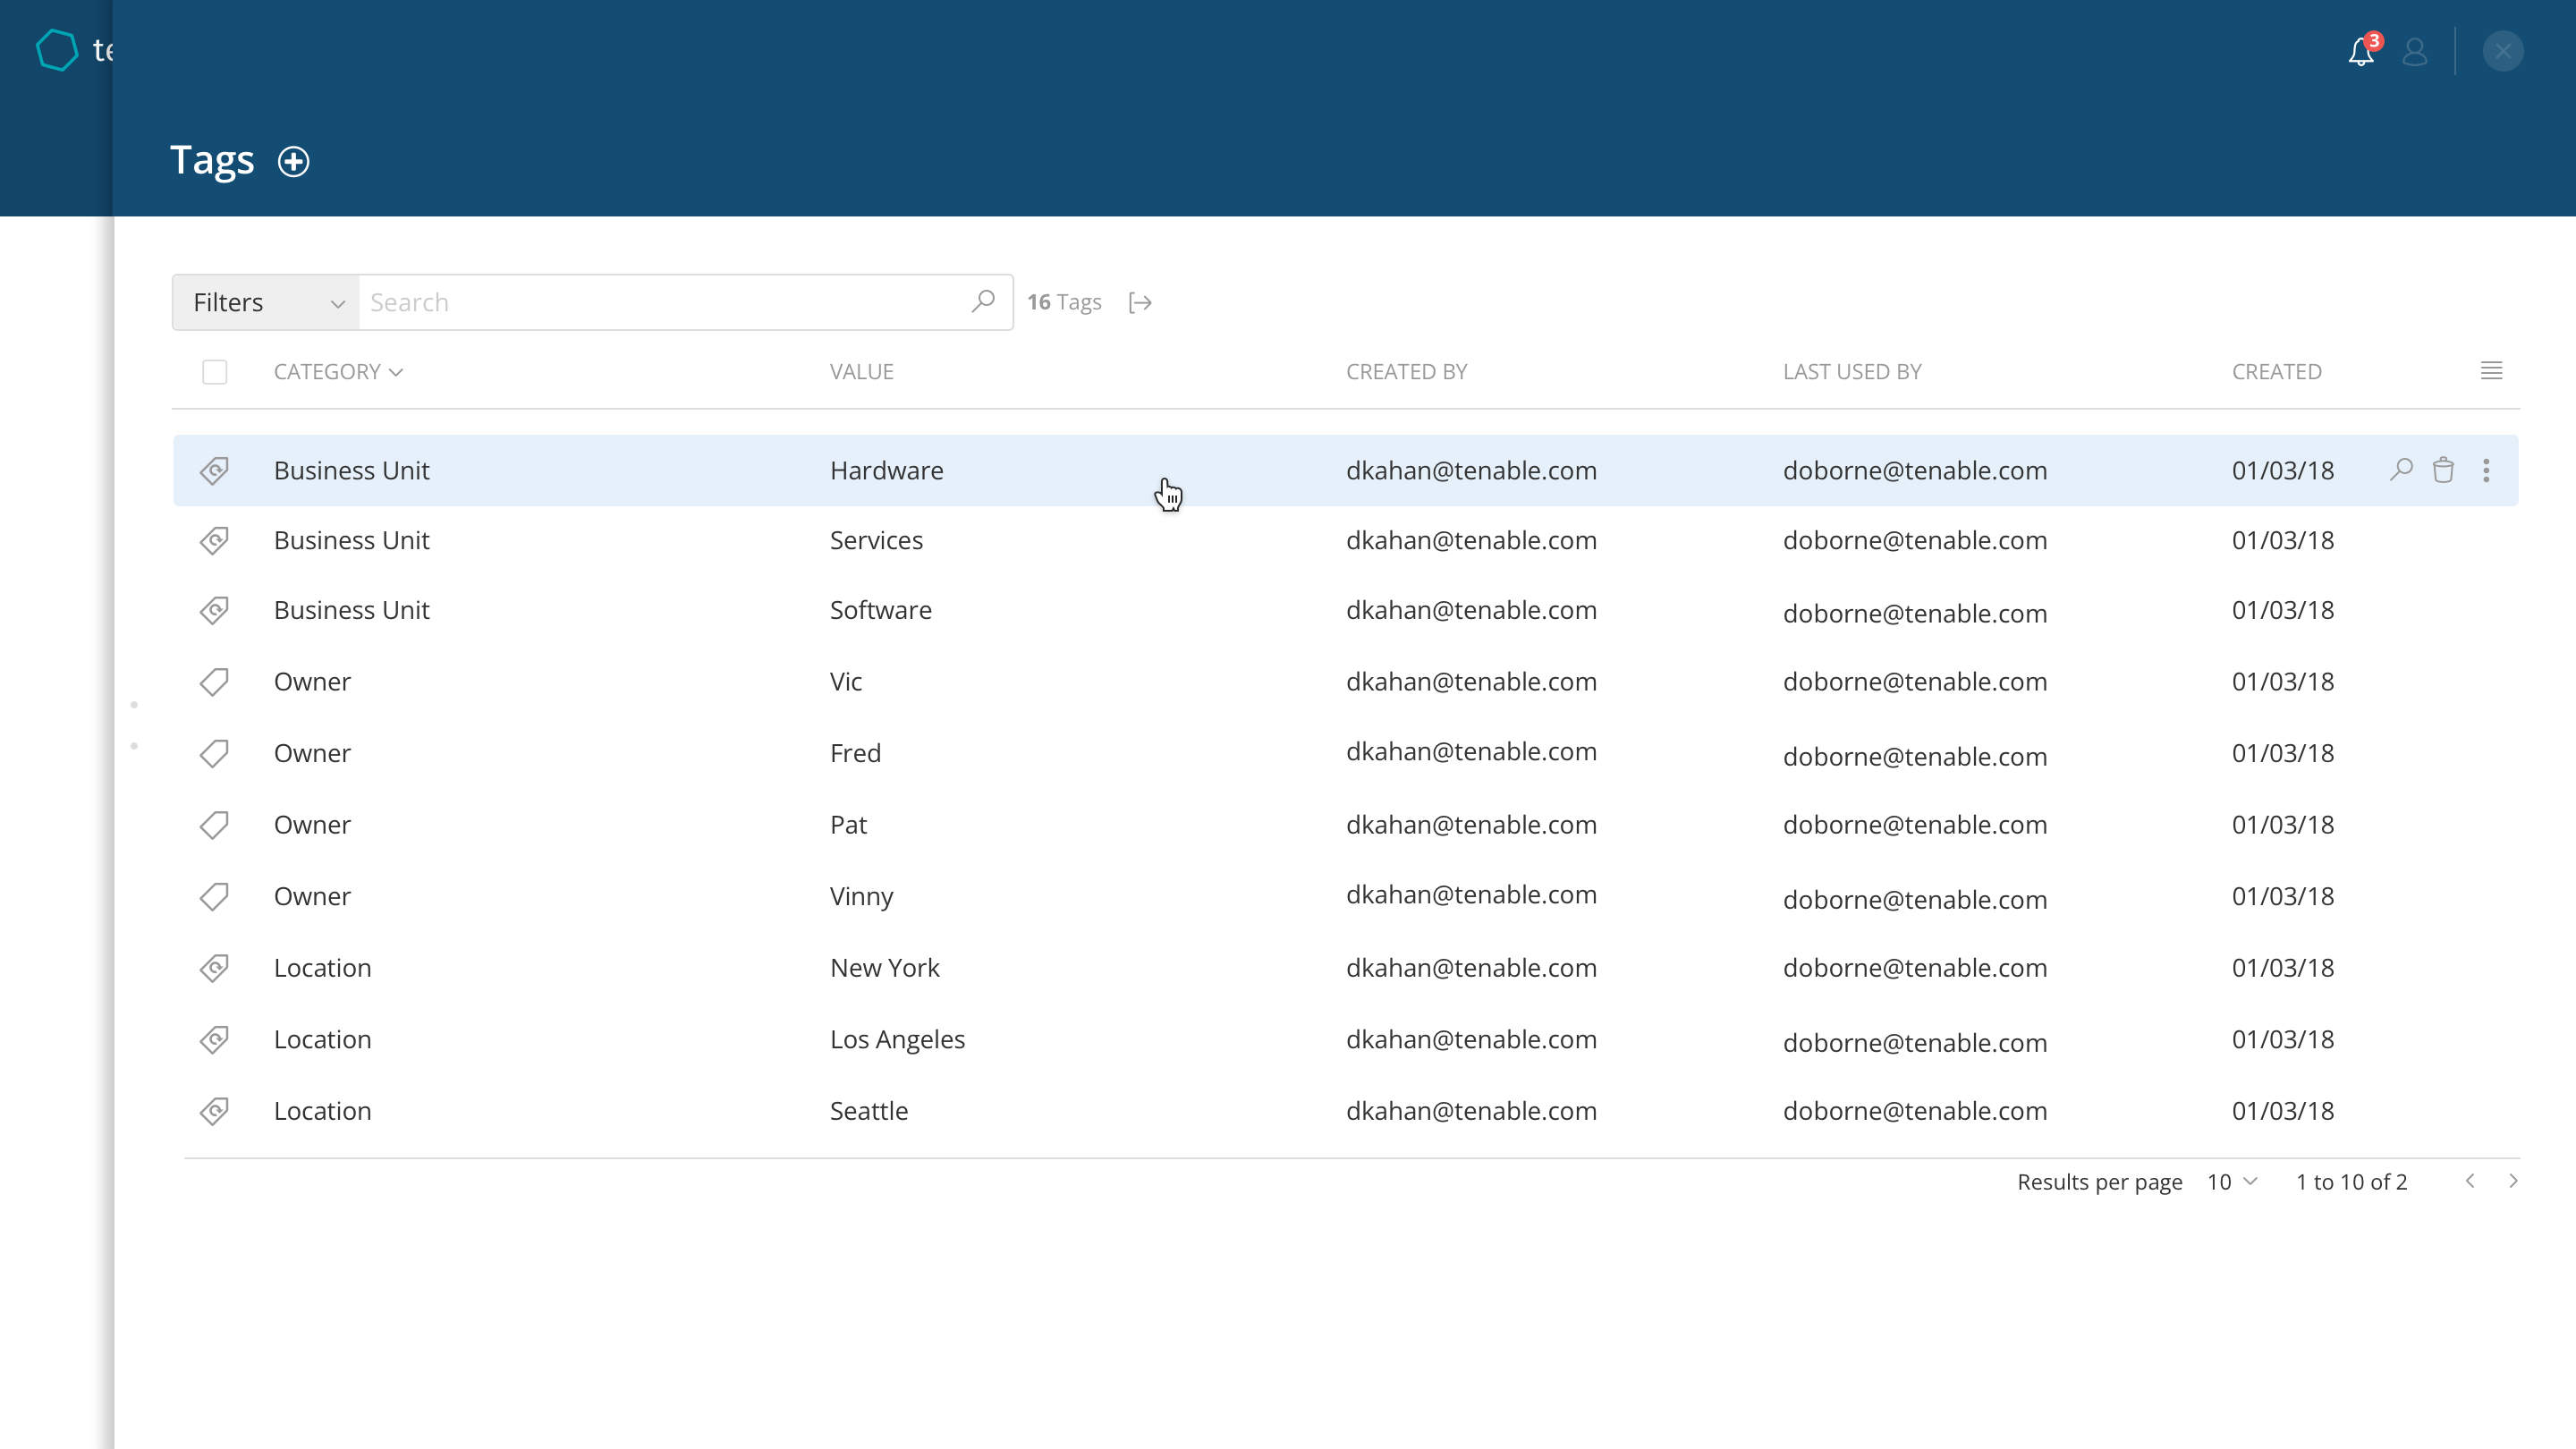 te
3
Tags
Filters Search 16 Tags
CATEGORY VALUE CREATED BY LAST USED BY CREATED
Business Unit Hardware dkahan@tenable.com doborne@tenable.com 01/03/18
Business Unit Services dkahan@tenable.com doborne@tenable.com 01/03/18
Business Unit Software dkahan@tenable.com doborne@tenable.com 01/03/18
Owner Vic dkahan@tenable.com doborne@tenable.com 01/03/18
Owner Fred dkahan@tenable.com doborne@tenable.com 01/03/18
Owner Pat dkahan@tenable.com doborne@tenable.com 01/03/18
Owner Vinny dkahan@tenable.com doborne@tenable.com 01/03/18
Location New York dkahan@tenable.com doborne@tenable.com 01/03/18
Location Los Angeles dkahan@tenable.com doborne@tenable.com 01/03/18
Location Seattle dkahan@tenable.com doborne@tenable.com 01/03/18
Results per page 10 1 to 10 of 2